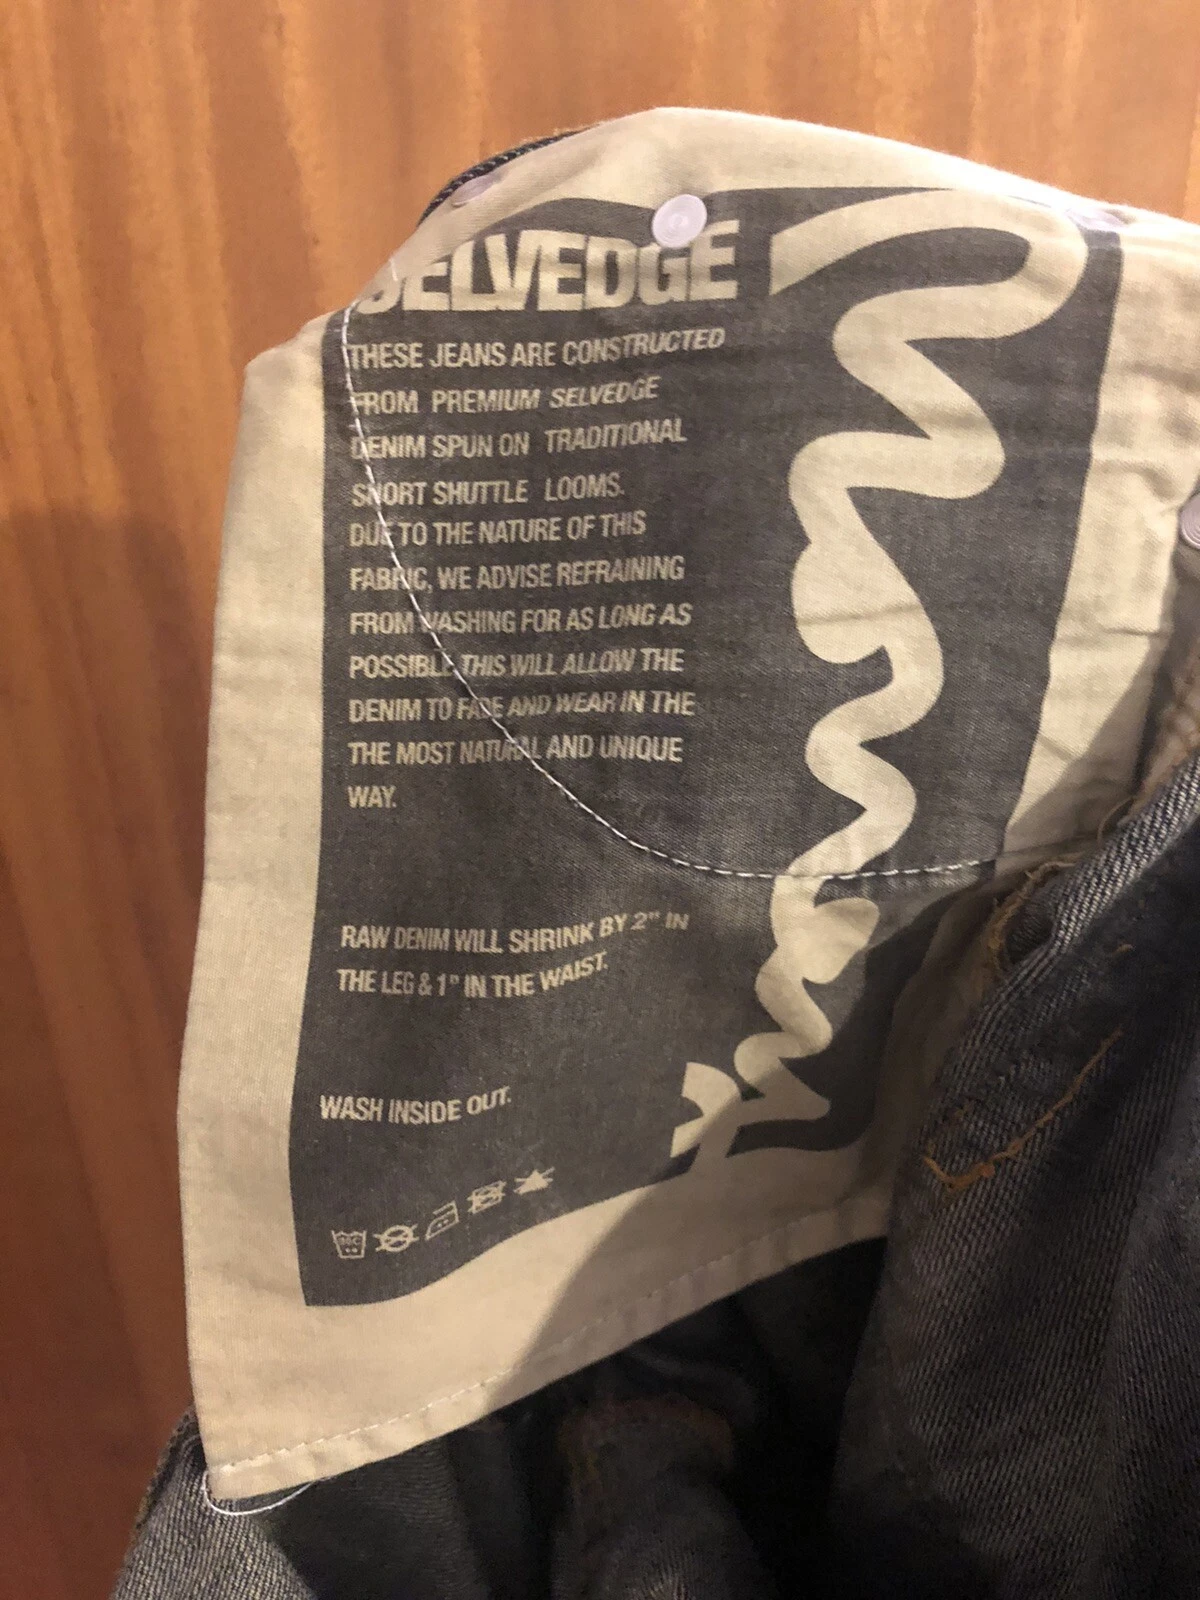 SELVEDGE
THESE JEANS ARE CONSTRUCTED
FROM PREMIUM SELVEDGE
DENIM SPUN ON TRADITIONAL
SHORT SHUTTLE LOOMS.
DUE TO THE NATURE OF THIS
FABRIC, WE ADVISE REFRAINING
FROM WASHING FOR AS LONG AS
POSSIBLE THIS WILL ALLOW THE
DENIM TO FADE AND WEAR IN THE
THE MOST NATURAL AND UNIQUE
WAY.
RAW DENIM WILL SHRINK BY 2" IN
THE LEG & 1" IN THE WAIST.
WASH INSIDE OUT.